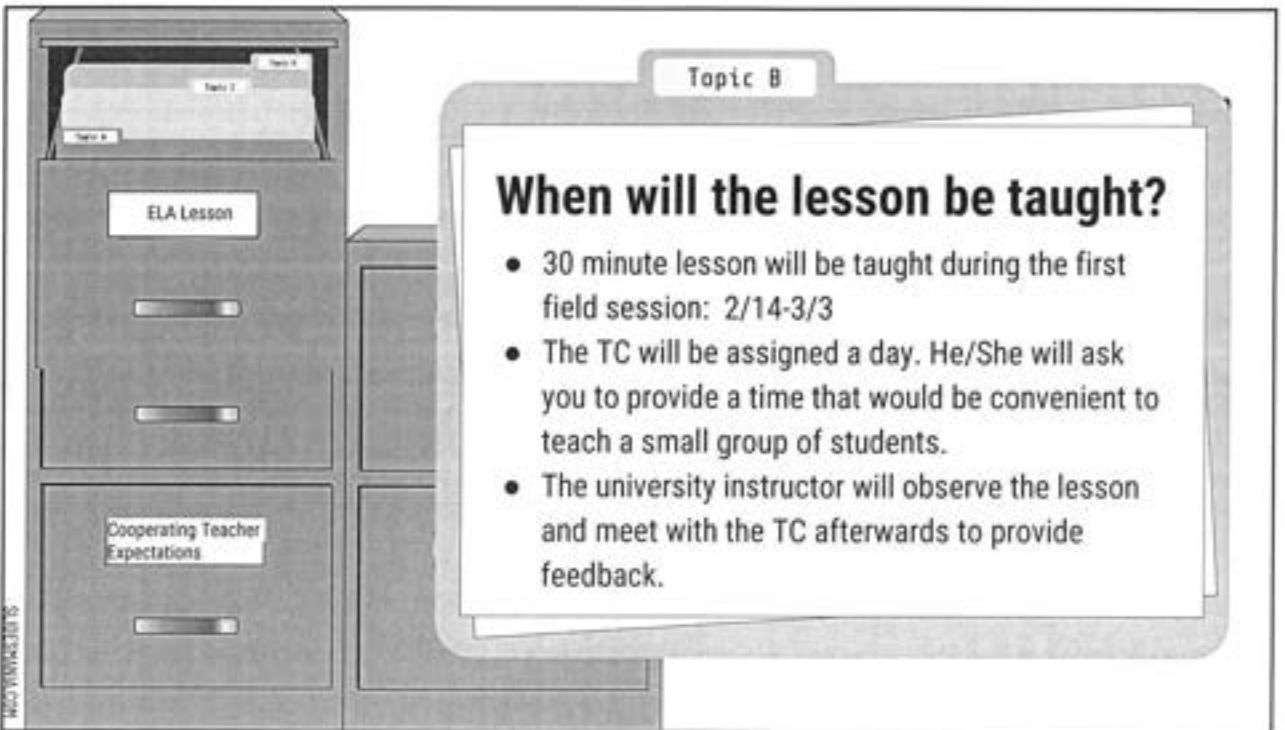 Topic B
When will the lesson be taught?
● 30 minute lesson will be taught during the first
field session: 2/14-3/3
● The TC will be assigned a day. He/She will ask
you to provide a time that would be convenient to
teach a small group of students.
● The university instructor will observe the lesson
and meet with the TC afterwards to provide
feedback.
ELA Lesson
Cooperating Teacher
Expectations